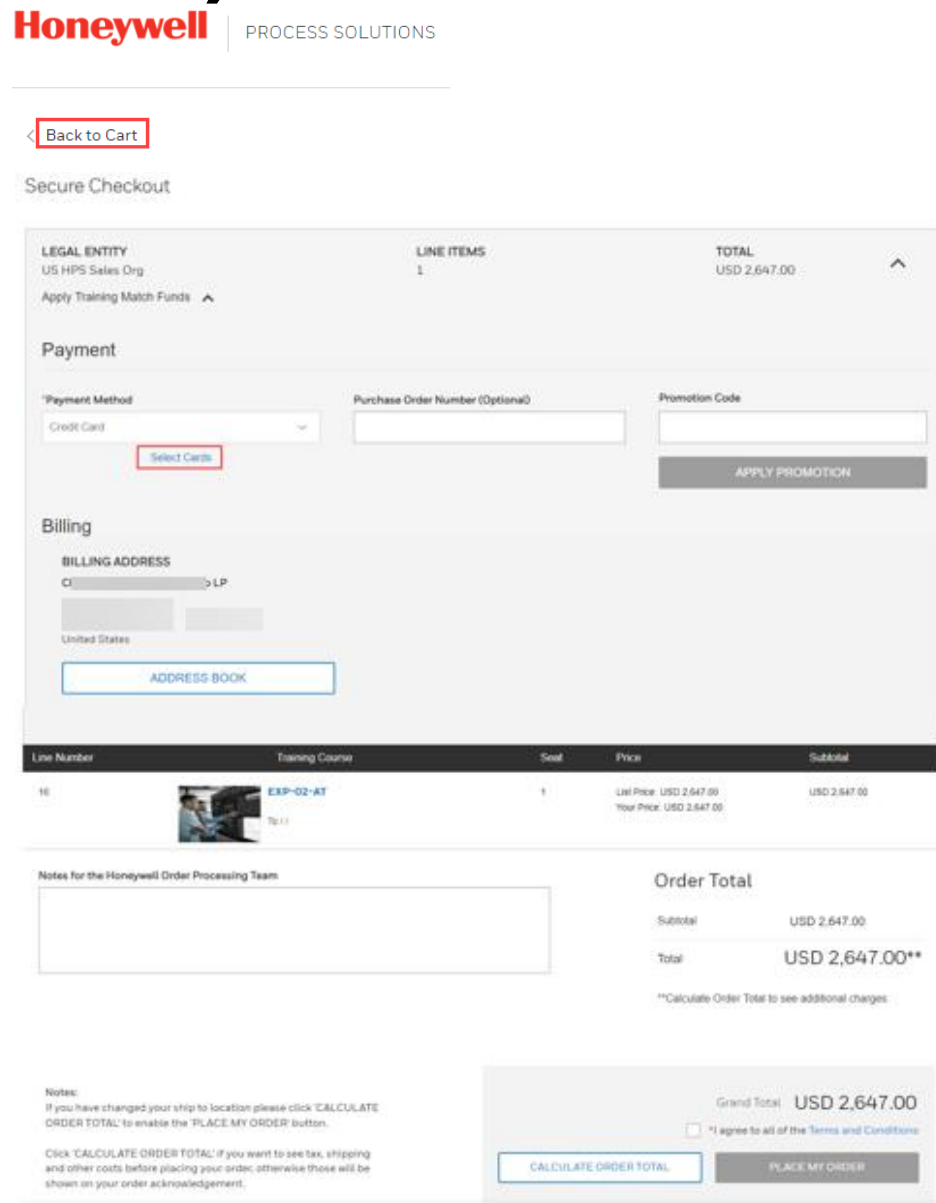 Honeywell PROCESS SOLUTIONS
Back to Cart
Secure Checkout
LEGAL ENTITY LINE ITEMS TOTAL
US HPS Sales Org 1 USD 2,647.00
Apply Training Match Funds
Payment
*Payment Method Purchase Order Number (Optional) Promotion Code
Credit Card
Select Cards
APPLY PROMOTION
Billing
BILLING ADDRESS
LP
United States
ADDRESS BOOK
Line Number Training Course Seat Price Subtotal
EXP-02-AT 1 List Price: USD 2,647.00 USD 2,647.00
Your Price: USD 2,647.00
Notes for the Honeywell Order Processing Team
Order Total
Subtotal USD 2,647.00
Total USD 2,647.00**
**Calculate Order Total to see additional charges
Notes:
If you have changed your ship to location please click 'CALCULATE
ORDER TOTAL' to enable the 'PLACE MY ORDER' button.
Click 'CALCULATE ORDER TOTAL' if you want to see tax, shipping
and other costs before placing your order, otherwise those will be
shown on your order acknowledgement.
Grand Total USD 2,647.00
*I agree to all of the Terms and Conditions
CALCULATE ORDER TOTAL PLACE MY ORDER